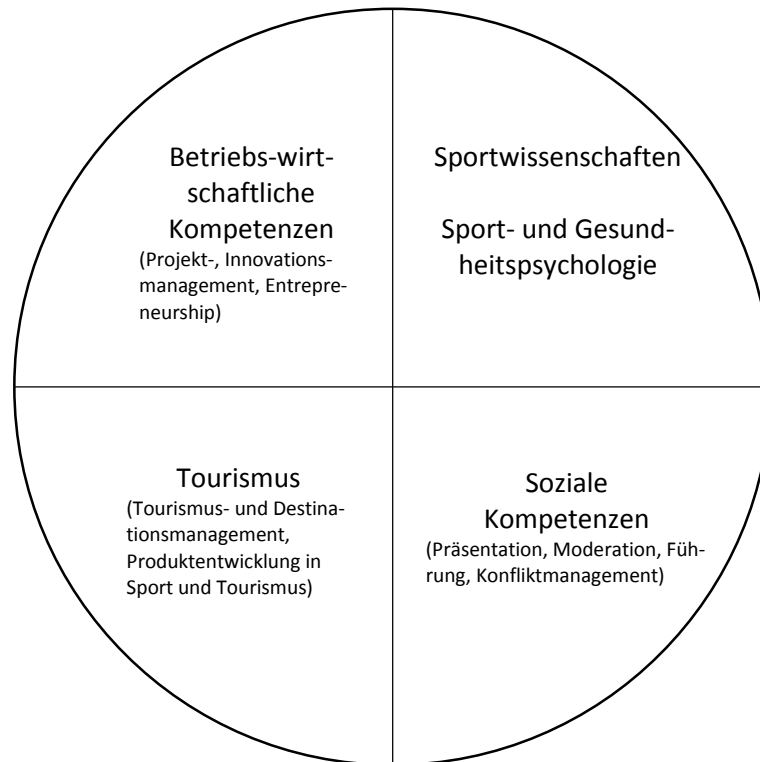 Betriebs-wirt-
schaftliche
Kompetenzen
(Projekt-, Innovations-
management, Entrepre-
neurship)
Sportwissenschaften
Sport- und Gesund-
heitspsychologie
Tourismus
(Tourismus- und Destina-
tionsmanagement,
Produktentwicklung in
Sport und Tourismus)
Soziale
Kompetenzen
(Präsentation, Moderation, Füh-
rung, Konfliktmanagement)